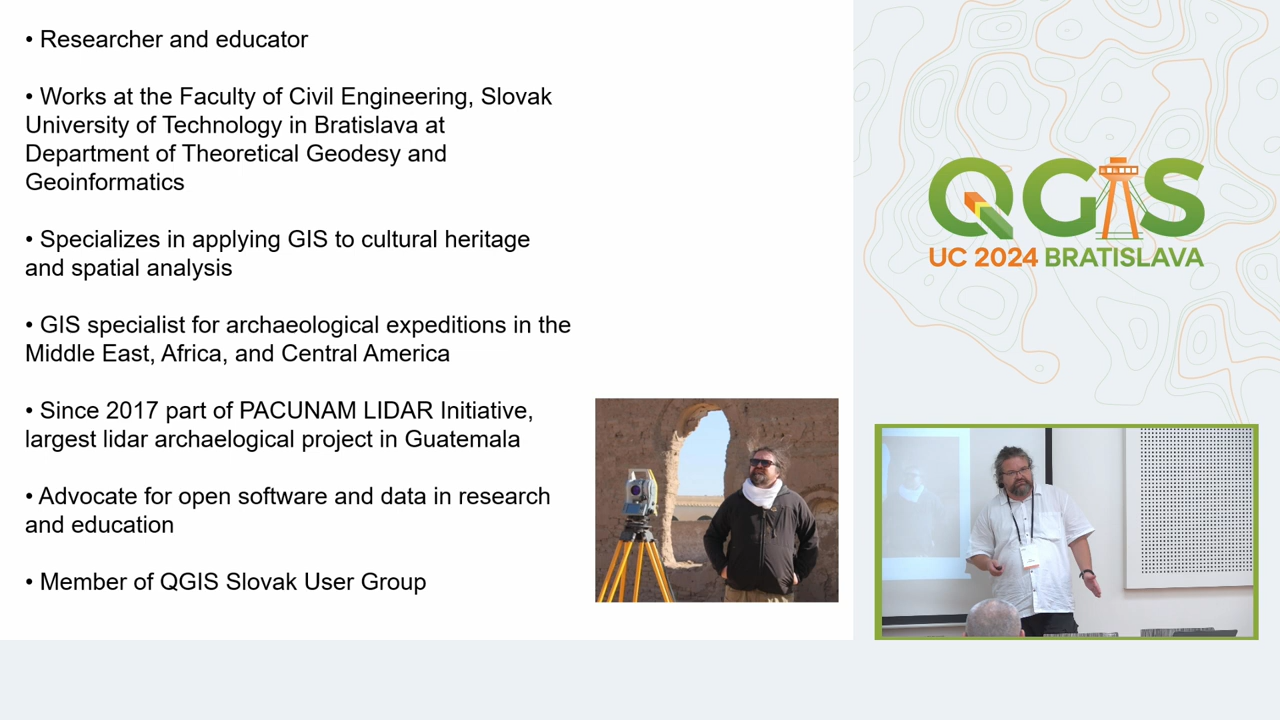 • Researcher and educator
• Works at the Faculty of Civil Engineering, Slovak
University of Technology in Bratislava at
Department of Theoretical Geodesy and
Geoinformatics
• Specializes in applying GIS to cultural heritage
and spatial analysis
• GIS specialist for archaeological expeditions in the
Middle East, Africa, and Central America
• Since 2017 part of PACUNAM LIDAR Initiative,
largest lidar archaelogical project in Guatemala
• Advocate for open software and data in research
and education
• Member of QGIS Slovak User Group
QGIS
UC 2024 BRATISLAVA